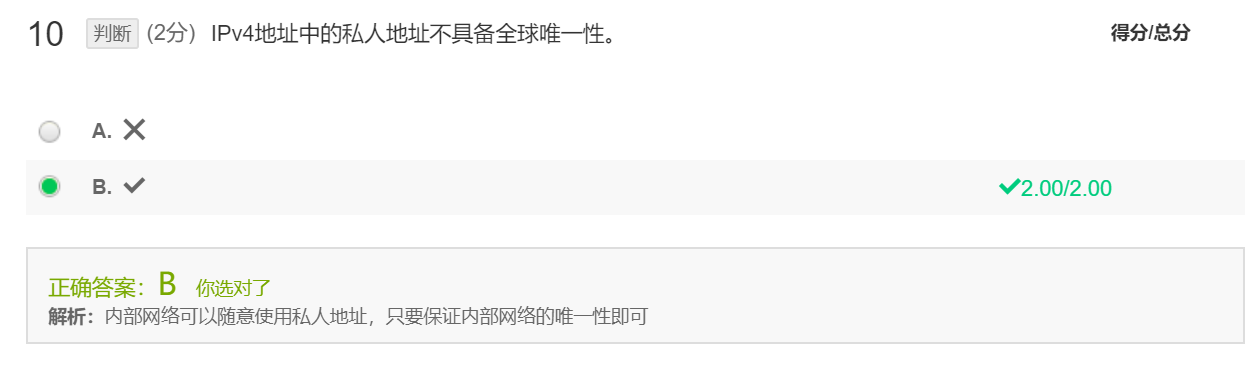 10 判断 (2分) IPv4地址中的私人地址不具备全球唯一性。 得分/总分
A. ✕
B. ✓ ✓2.00/2.00
正确答案：B 你选对了
解析：内部网络可以随意使用私人地址，只要保证内部网络的唯一性即可